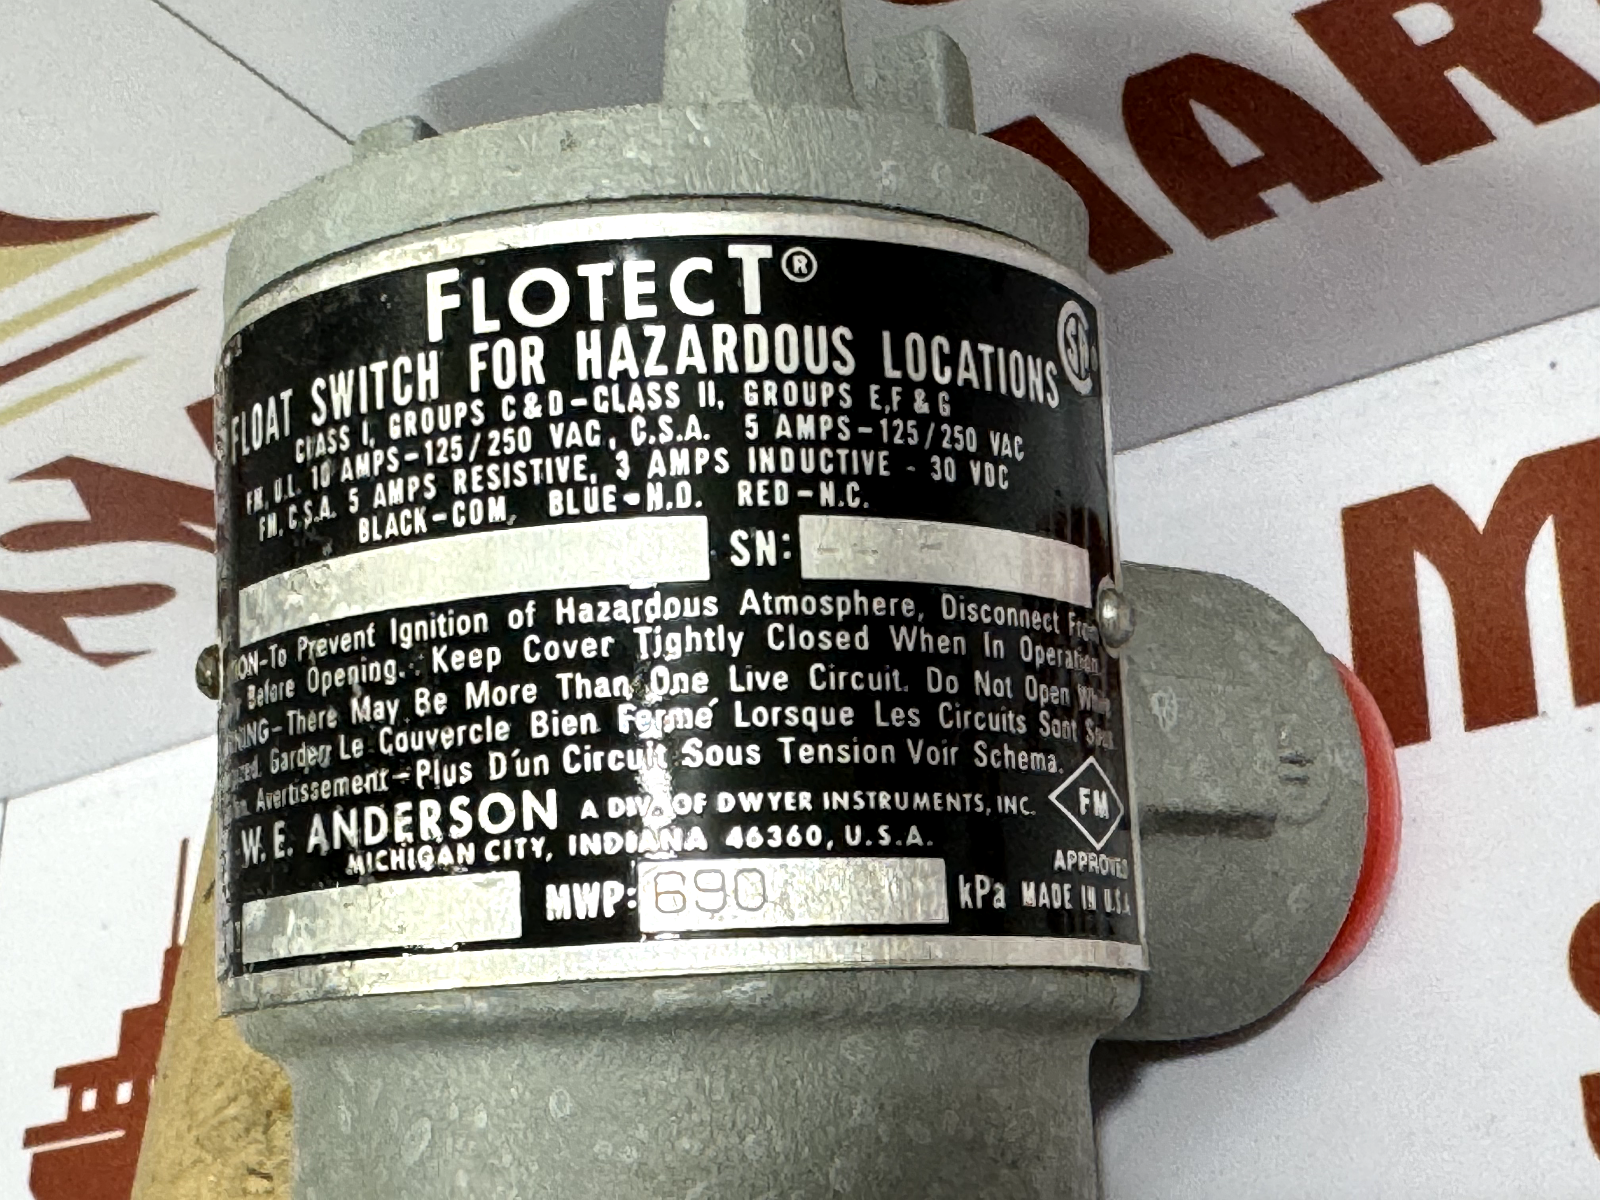 FLOTECT®
FLOAT SWITCH FOR HAZARDOUS LOCATIONS
CLASS I, GROUPS C&D-CLASS II, GROUPS E,F & G
FM, U.L. 10 AMPS-125/250 VAC, C.S.A. 5 AMPS-125/250 VAC
FM, C.S.A. 5 AMPS RESISTIVE, 3 AMPS INDUCTIVE - 30 VDC
BLACK-COM, BLUE-N.O. RED-N.C.
SN:
-To Prevent Ignition of Hazardous Atmosphere, Disconnect From
Before Opening. Keep Cover Tightly Closed When In Operation
-There May Be More Than One Live Circuit. Do Not Open While
Gardez Le Couvercle Bien Fermé Lorsque Les Circuits Sont Sous
Avertissement-Plus D'un Circuit Sous Tension Voir Schema.
W. E. ANDERSON A DIV. OF DWYER INSTRUMENTS, INC.
MICHIGAN CITY, INDIANA 46360, U.S.A.
FM
APPROVED
MWP: 690 kPa MADE IN U.S.A